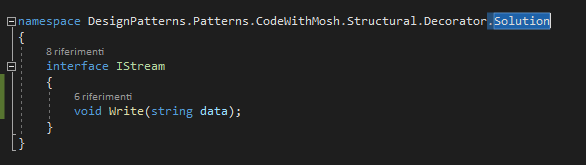 namespace DesignPatterns.Patterns.CodeWithMosh.Structural.Decorator.Solution
{
8 riferimenti
interface IStream
{
6 riferimenti
void Write(string data);
}
}